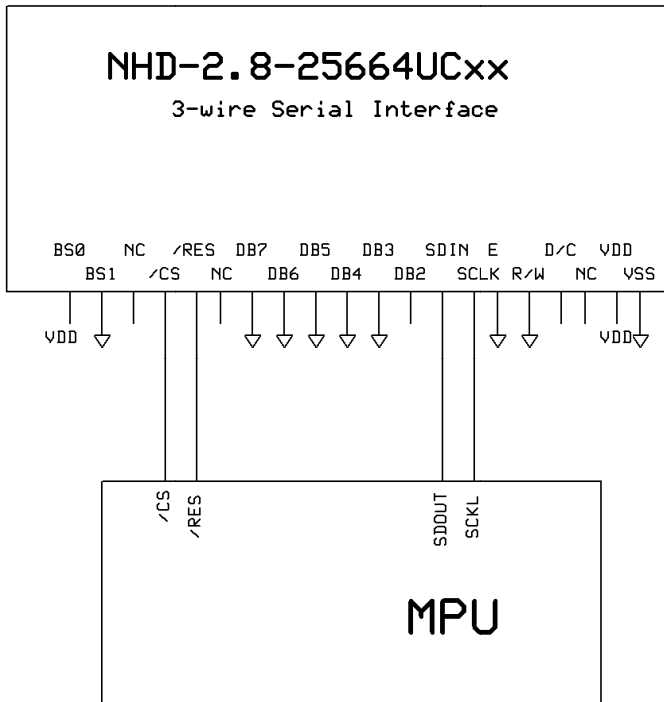 NHD-2.8-25664UCxx
3-wire Serial Interface
BS0 NC /RES DB7 DB5 DB3 SDIN E D/C VDD
BS1 /CS NC DB6 DB4 DB2 SCLK R/W NC VSS
VDD VDD
/CS
/RES
SDOUT
SCKL
MPU